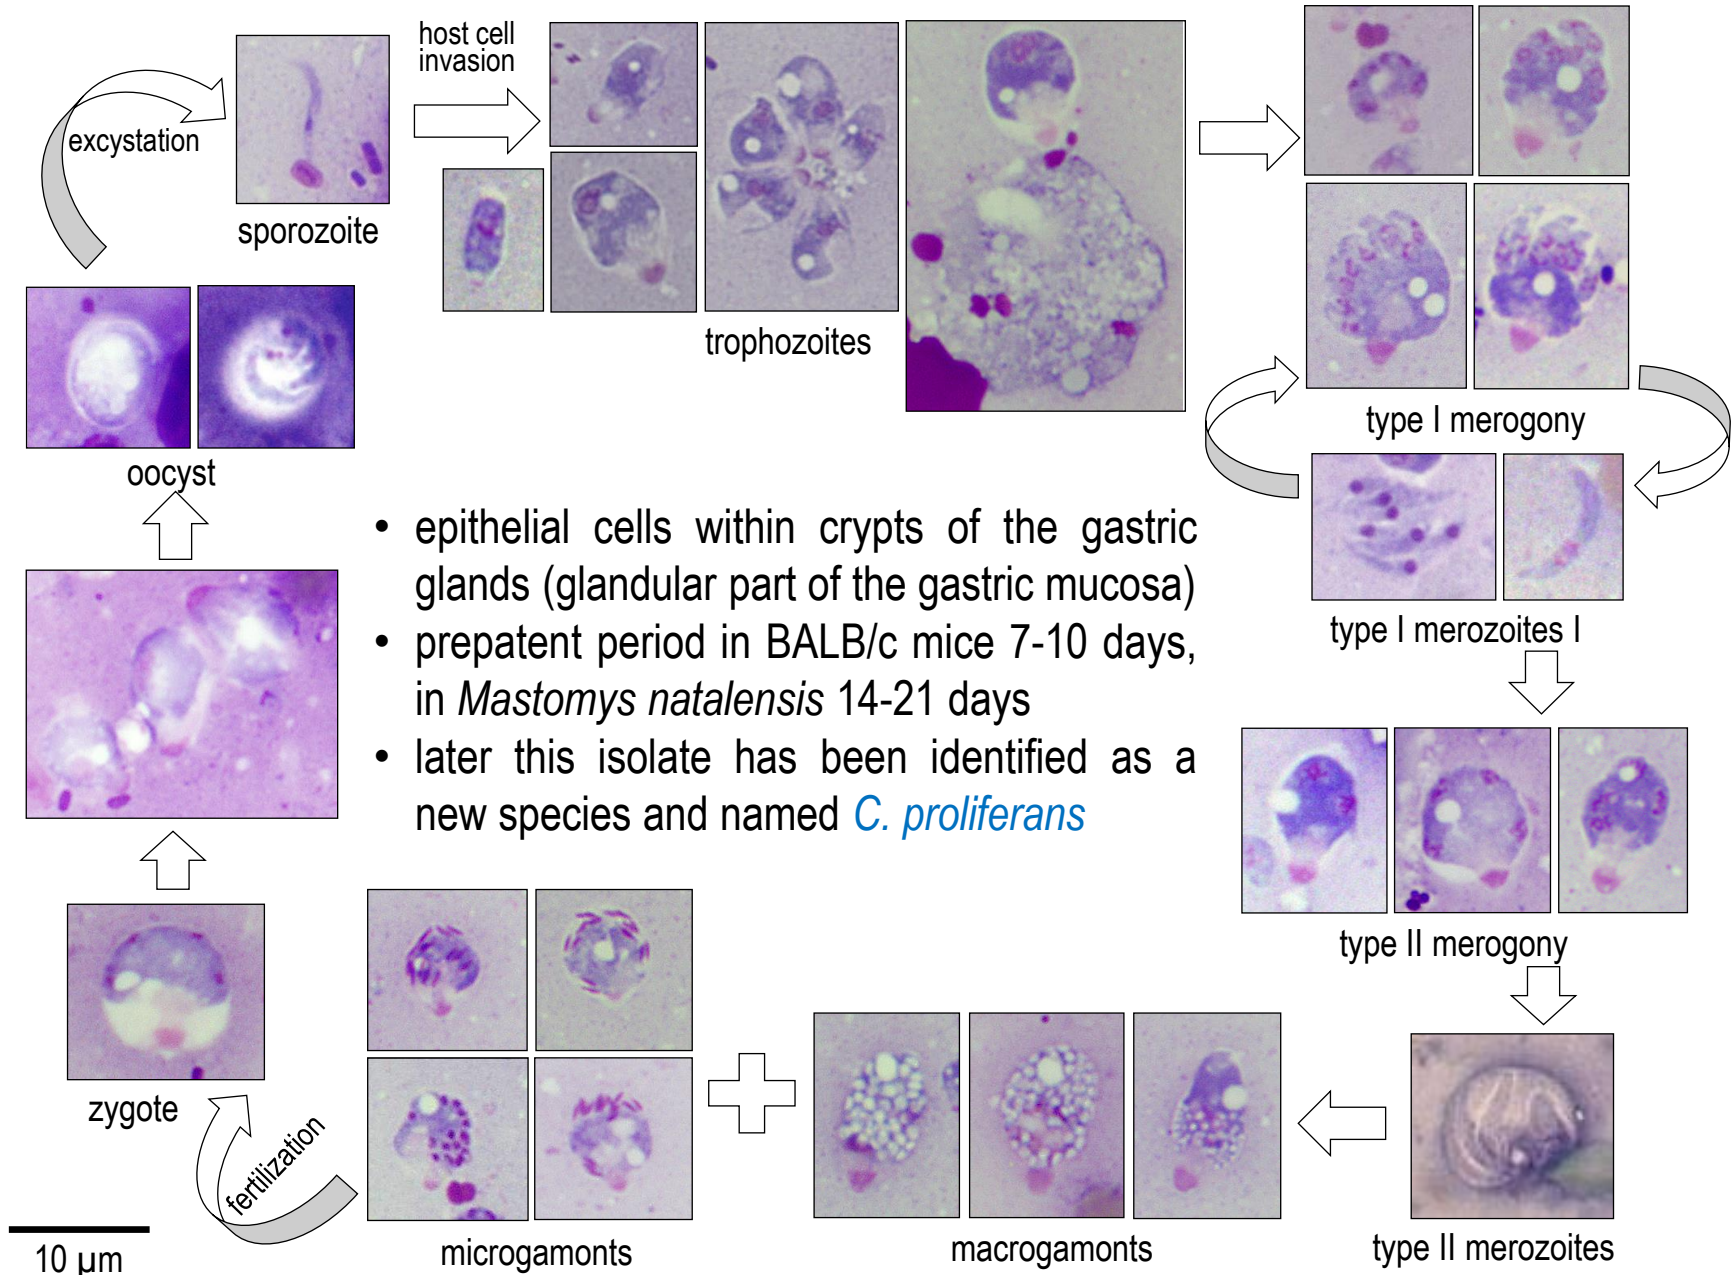 host cell
invasion
excystation
sporozoite
trophozoites
type I merogony
oocyst
type I merozoites I
• epithelial cells within crypts of the gastric
glands (glandular part of the gastric mucosa)
• prepatent period in BALB/c mice 7-10 days,
in Mastomys natalensis 14-21 days
• later this isolate has been identified as a
new species and named C. proliferans
type II merogony
zygote
fertilization
microgamonts
macrogamonts
type II merozoites
10 µm